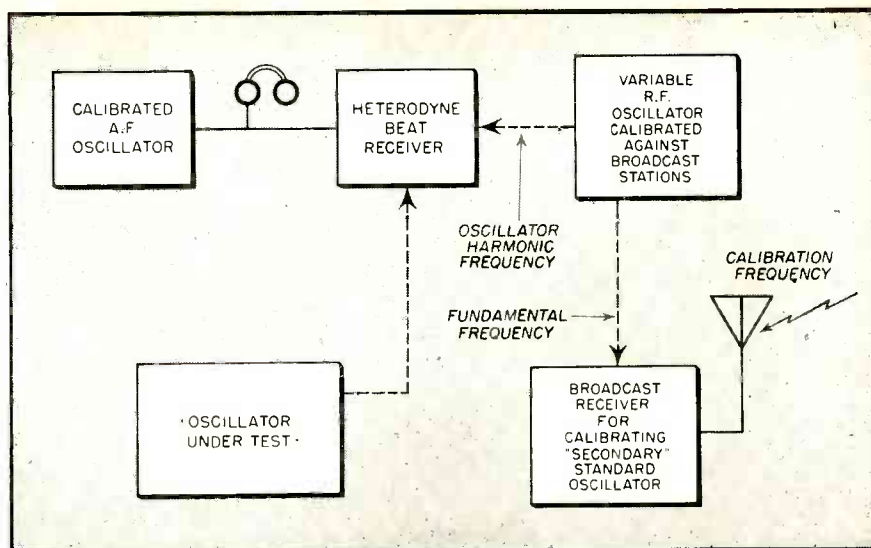 CALIBRATED
A-F
OSCILLATOR
HETERODYNE
BEAT
RECEIVER
VARIABLE
R.F.
OSCILLATOR
CALIBRATED
AGAINST
BROADCAST
STATIONS
OSCILLATOR
HARMONIC
FREQUENCY
CALIBRATION
FREQUENCY
FUNDAMENTAL
FREQUENCY
OSCILLATOR
UNDER TEST
BROADCAST
RECEIVER
FOR
CALIBRATING
"SECONDARY"
STANDARD
OSCILLATOR